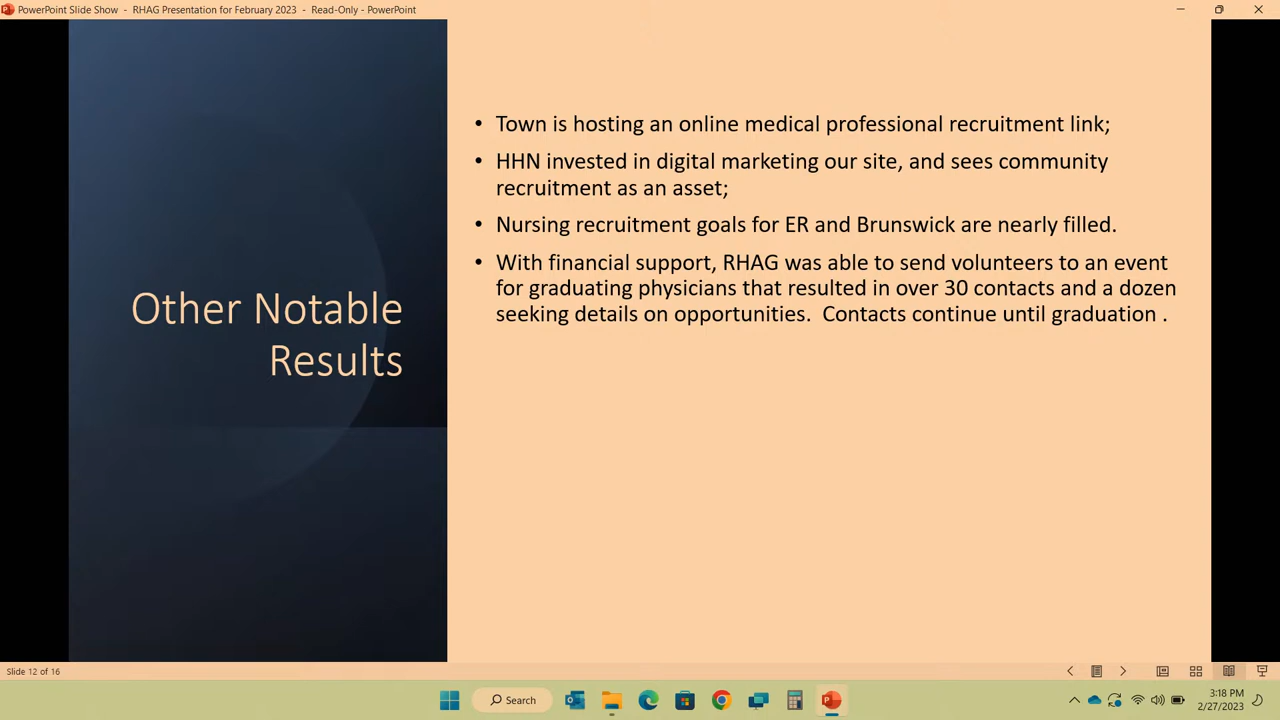 PowerPoint Slide Show - RHAG Presentation for February 2023 - Read-Only - PowerPoint
Other Notable
Results
• Town is hosting an online medical professional recruitment link;
• HHN invested in digital marketing our site, and sees community
recruitment as an asset;
• Nursing recruitment goals for ER and Brunswick are nearly filled.
• With financial support, RHAG was able to send volunteers to an event
for graduating physicians that resulted in over 30 contacts and a dozen
seeking details on opportunities.  Contacts continue until graduation .
Slide 12 of 16
Search
3:18 PM
2/27/2023